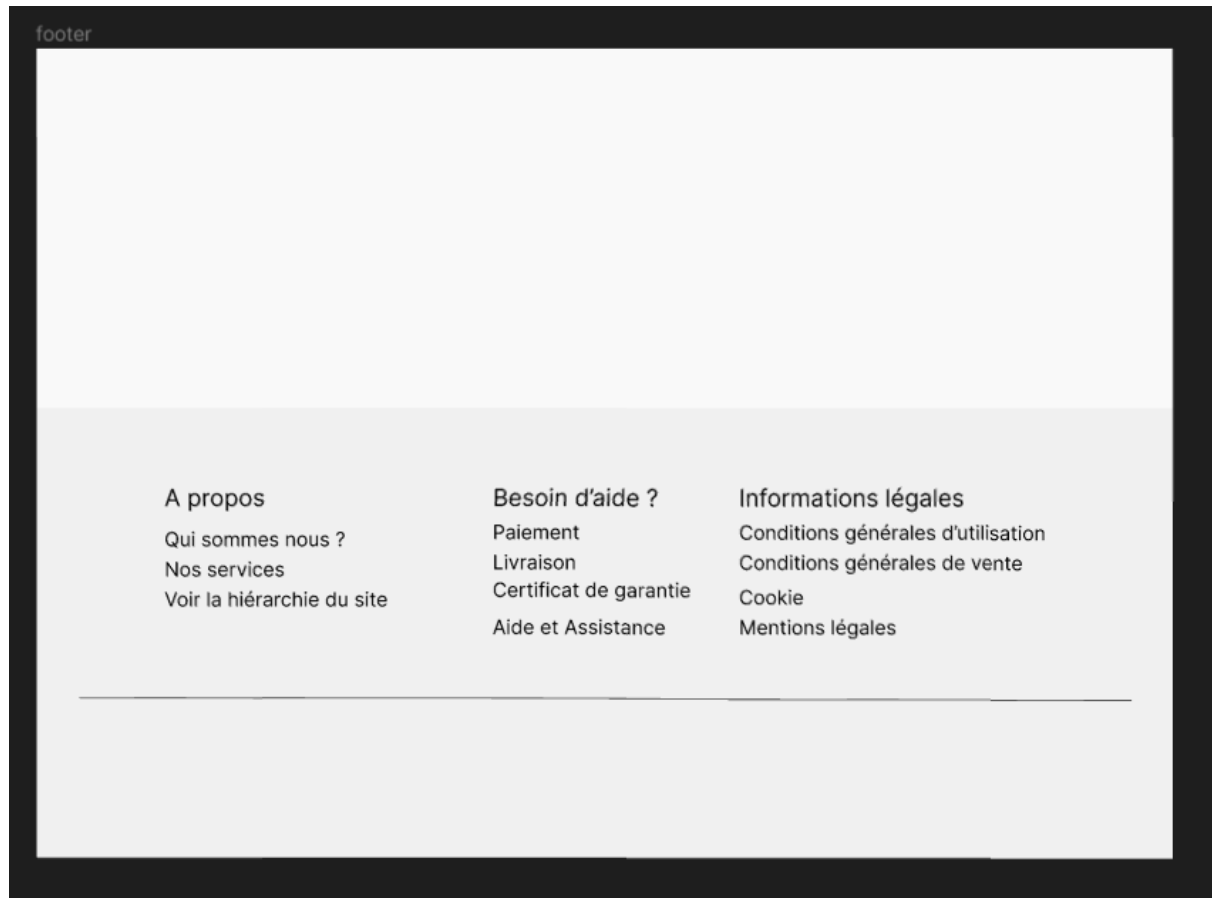 footer
A propos
Qui sommes nous ?
Nos services
Voir la hiérarchie du site
Besoin d'aide ?
Paiement
Livraison
Certificat de garantie
Aide et Assistance
Informations légales
Conditions générales d'utilisation
Conditions générales de vente
Cookie
Mentions légales